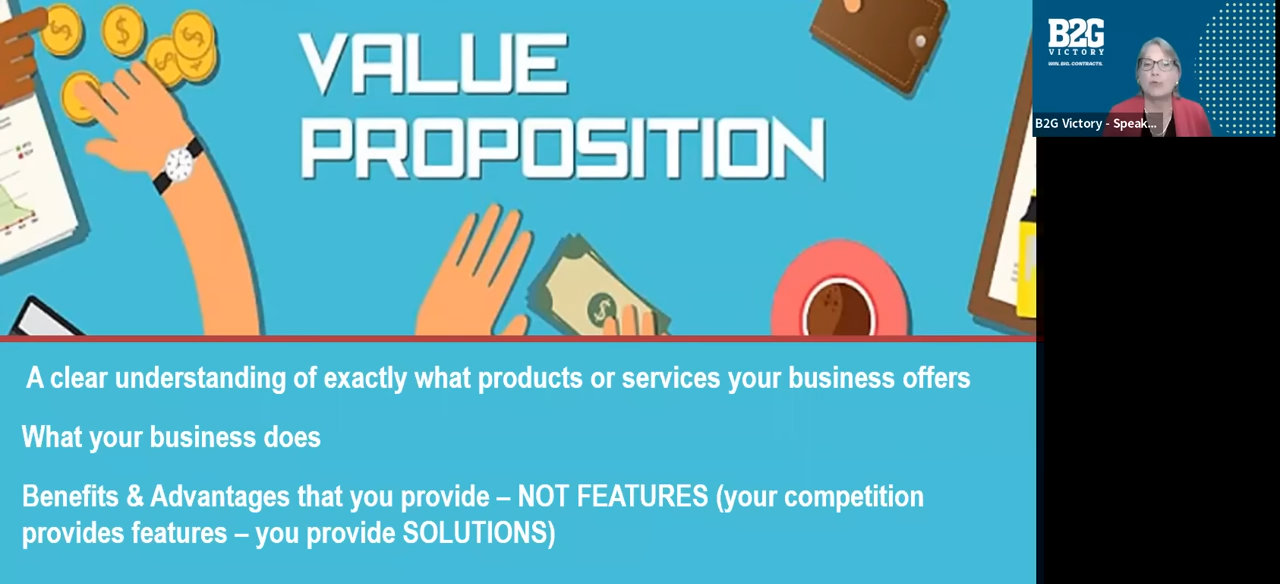 VALUE
PROPOSITION
B2G
VICTORY
WIN. BIG. CONTRACTS.
B2G Victory - Speak...
A clear understanding of exactly what products or services your business offers
What your business does
Benefits & Advantages that you provide – NOT FEATURES (your competition
provides features – you provide SOLUTIONS)